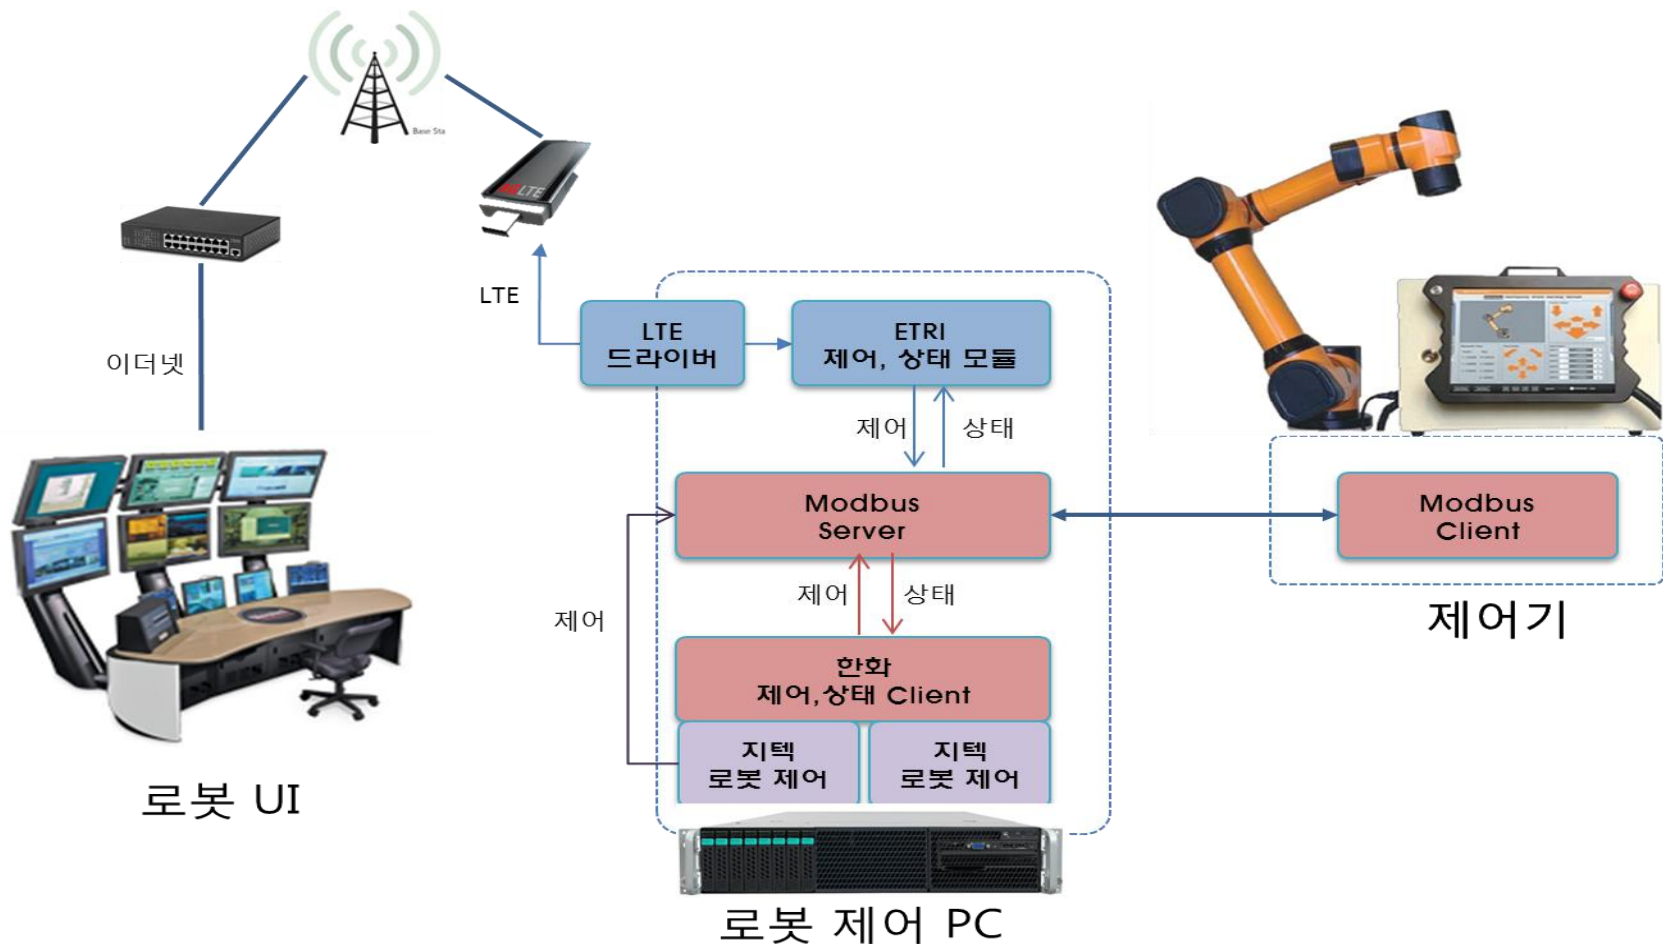 Base Sta
LTE
LTE
이더넷
LTE
드라이버
ETRI
제어, 상태 모듈
제어
상태
Modbus
Server
Modbus
Client
제어
상태
제어
제어기
한화
제어,상태 Client
지텍
로봇 제어
지텍
로봇 제어
로봇 UI
로봇 제어 PC